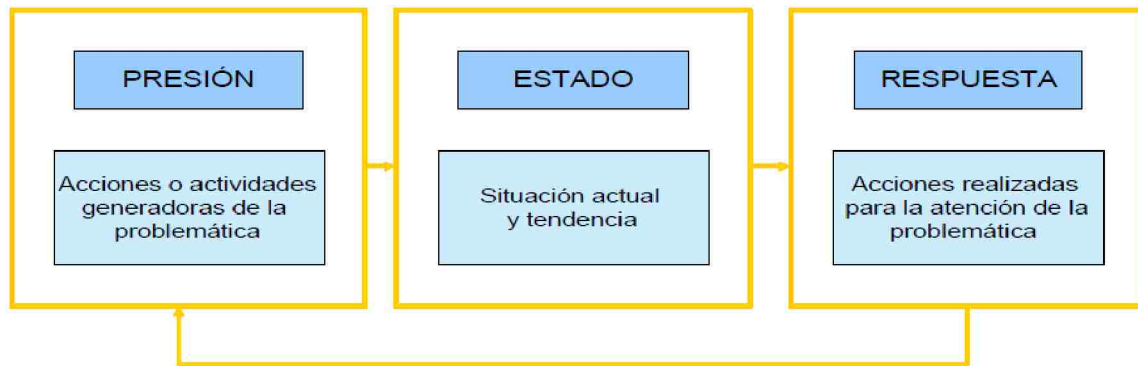 PRESIÓN
Acciones o actividades
generadoras de la
problemática
ESTADO
Situación actual
y tendencia
RESPUESTA
Acciones realizadas
para la atención de la
problemática